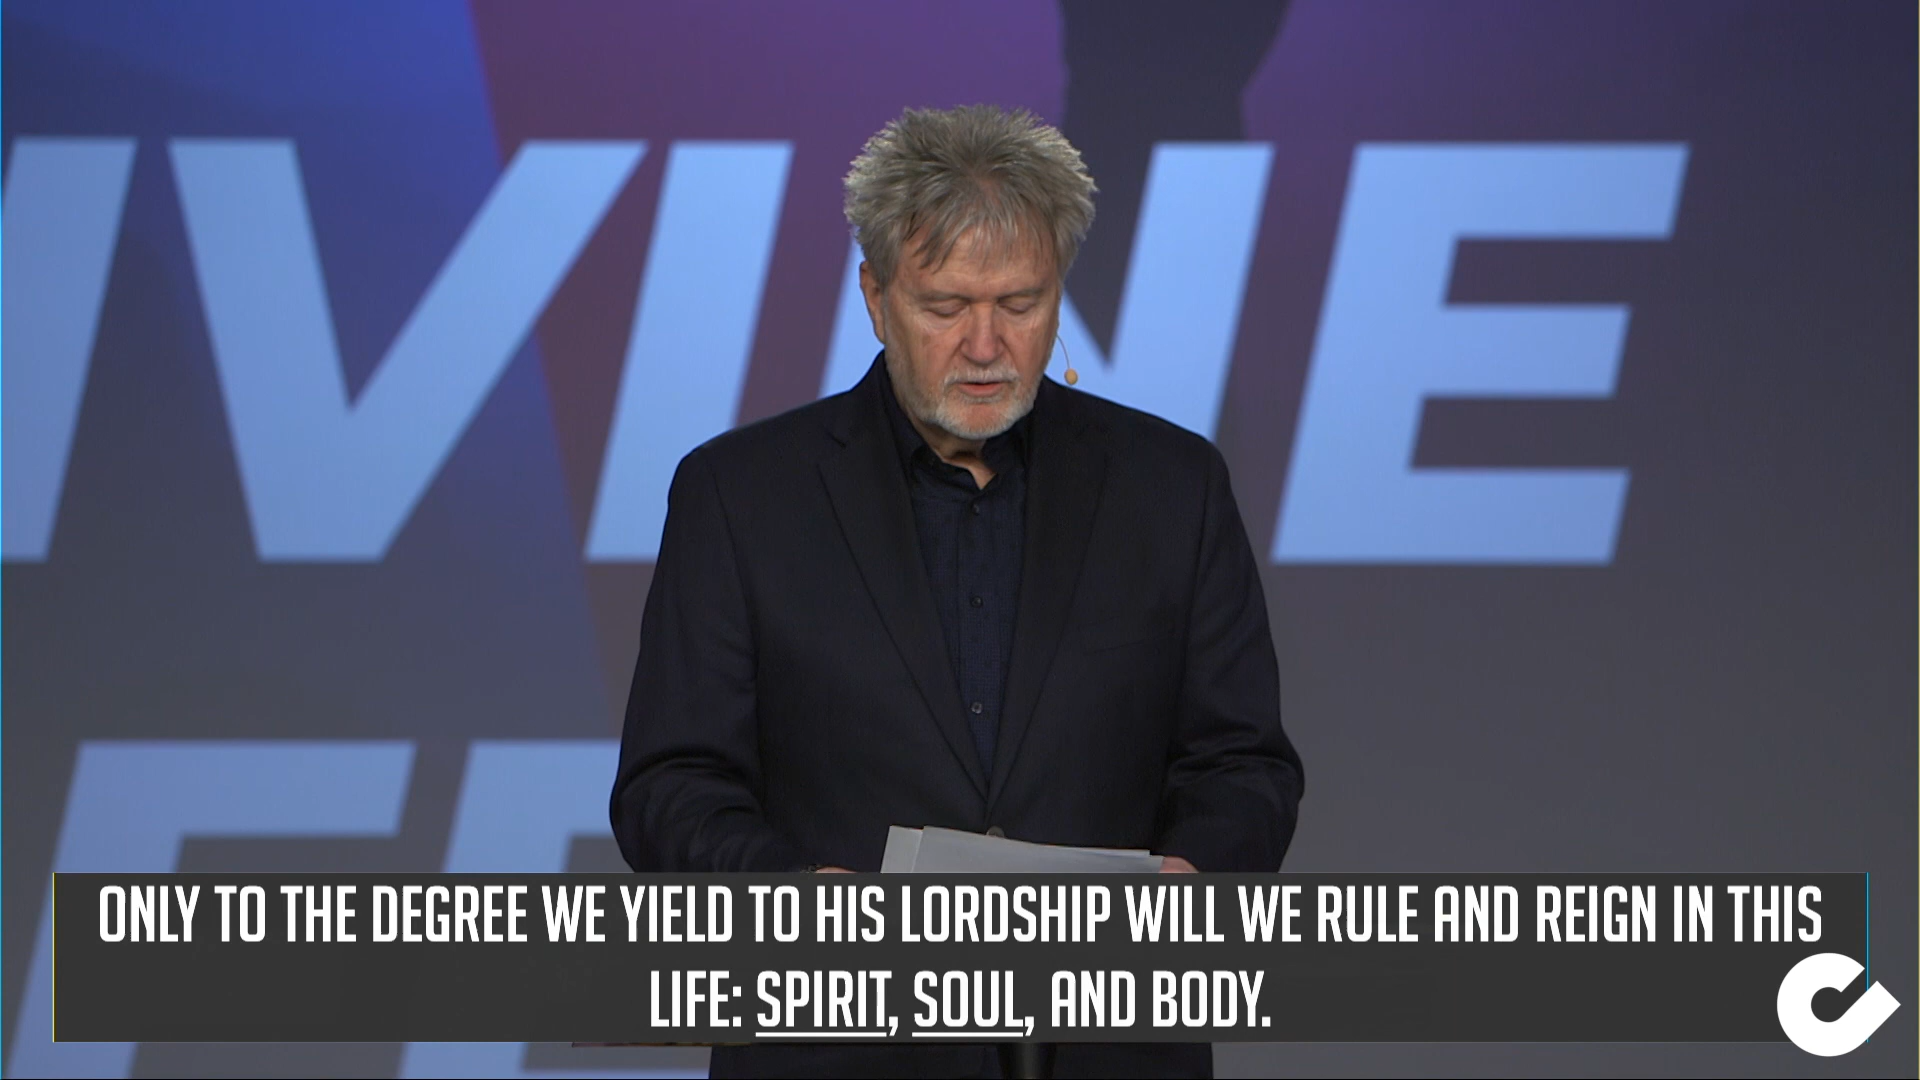 IVINE
ONLY TO THE DEGREE WE YIELD TO HIS LORDSHIP WILL WE RULE AND REIGN IN THIS
LIFE: SPIRIT, SOUL, AND BODY.